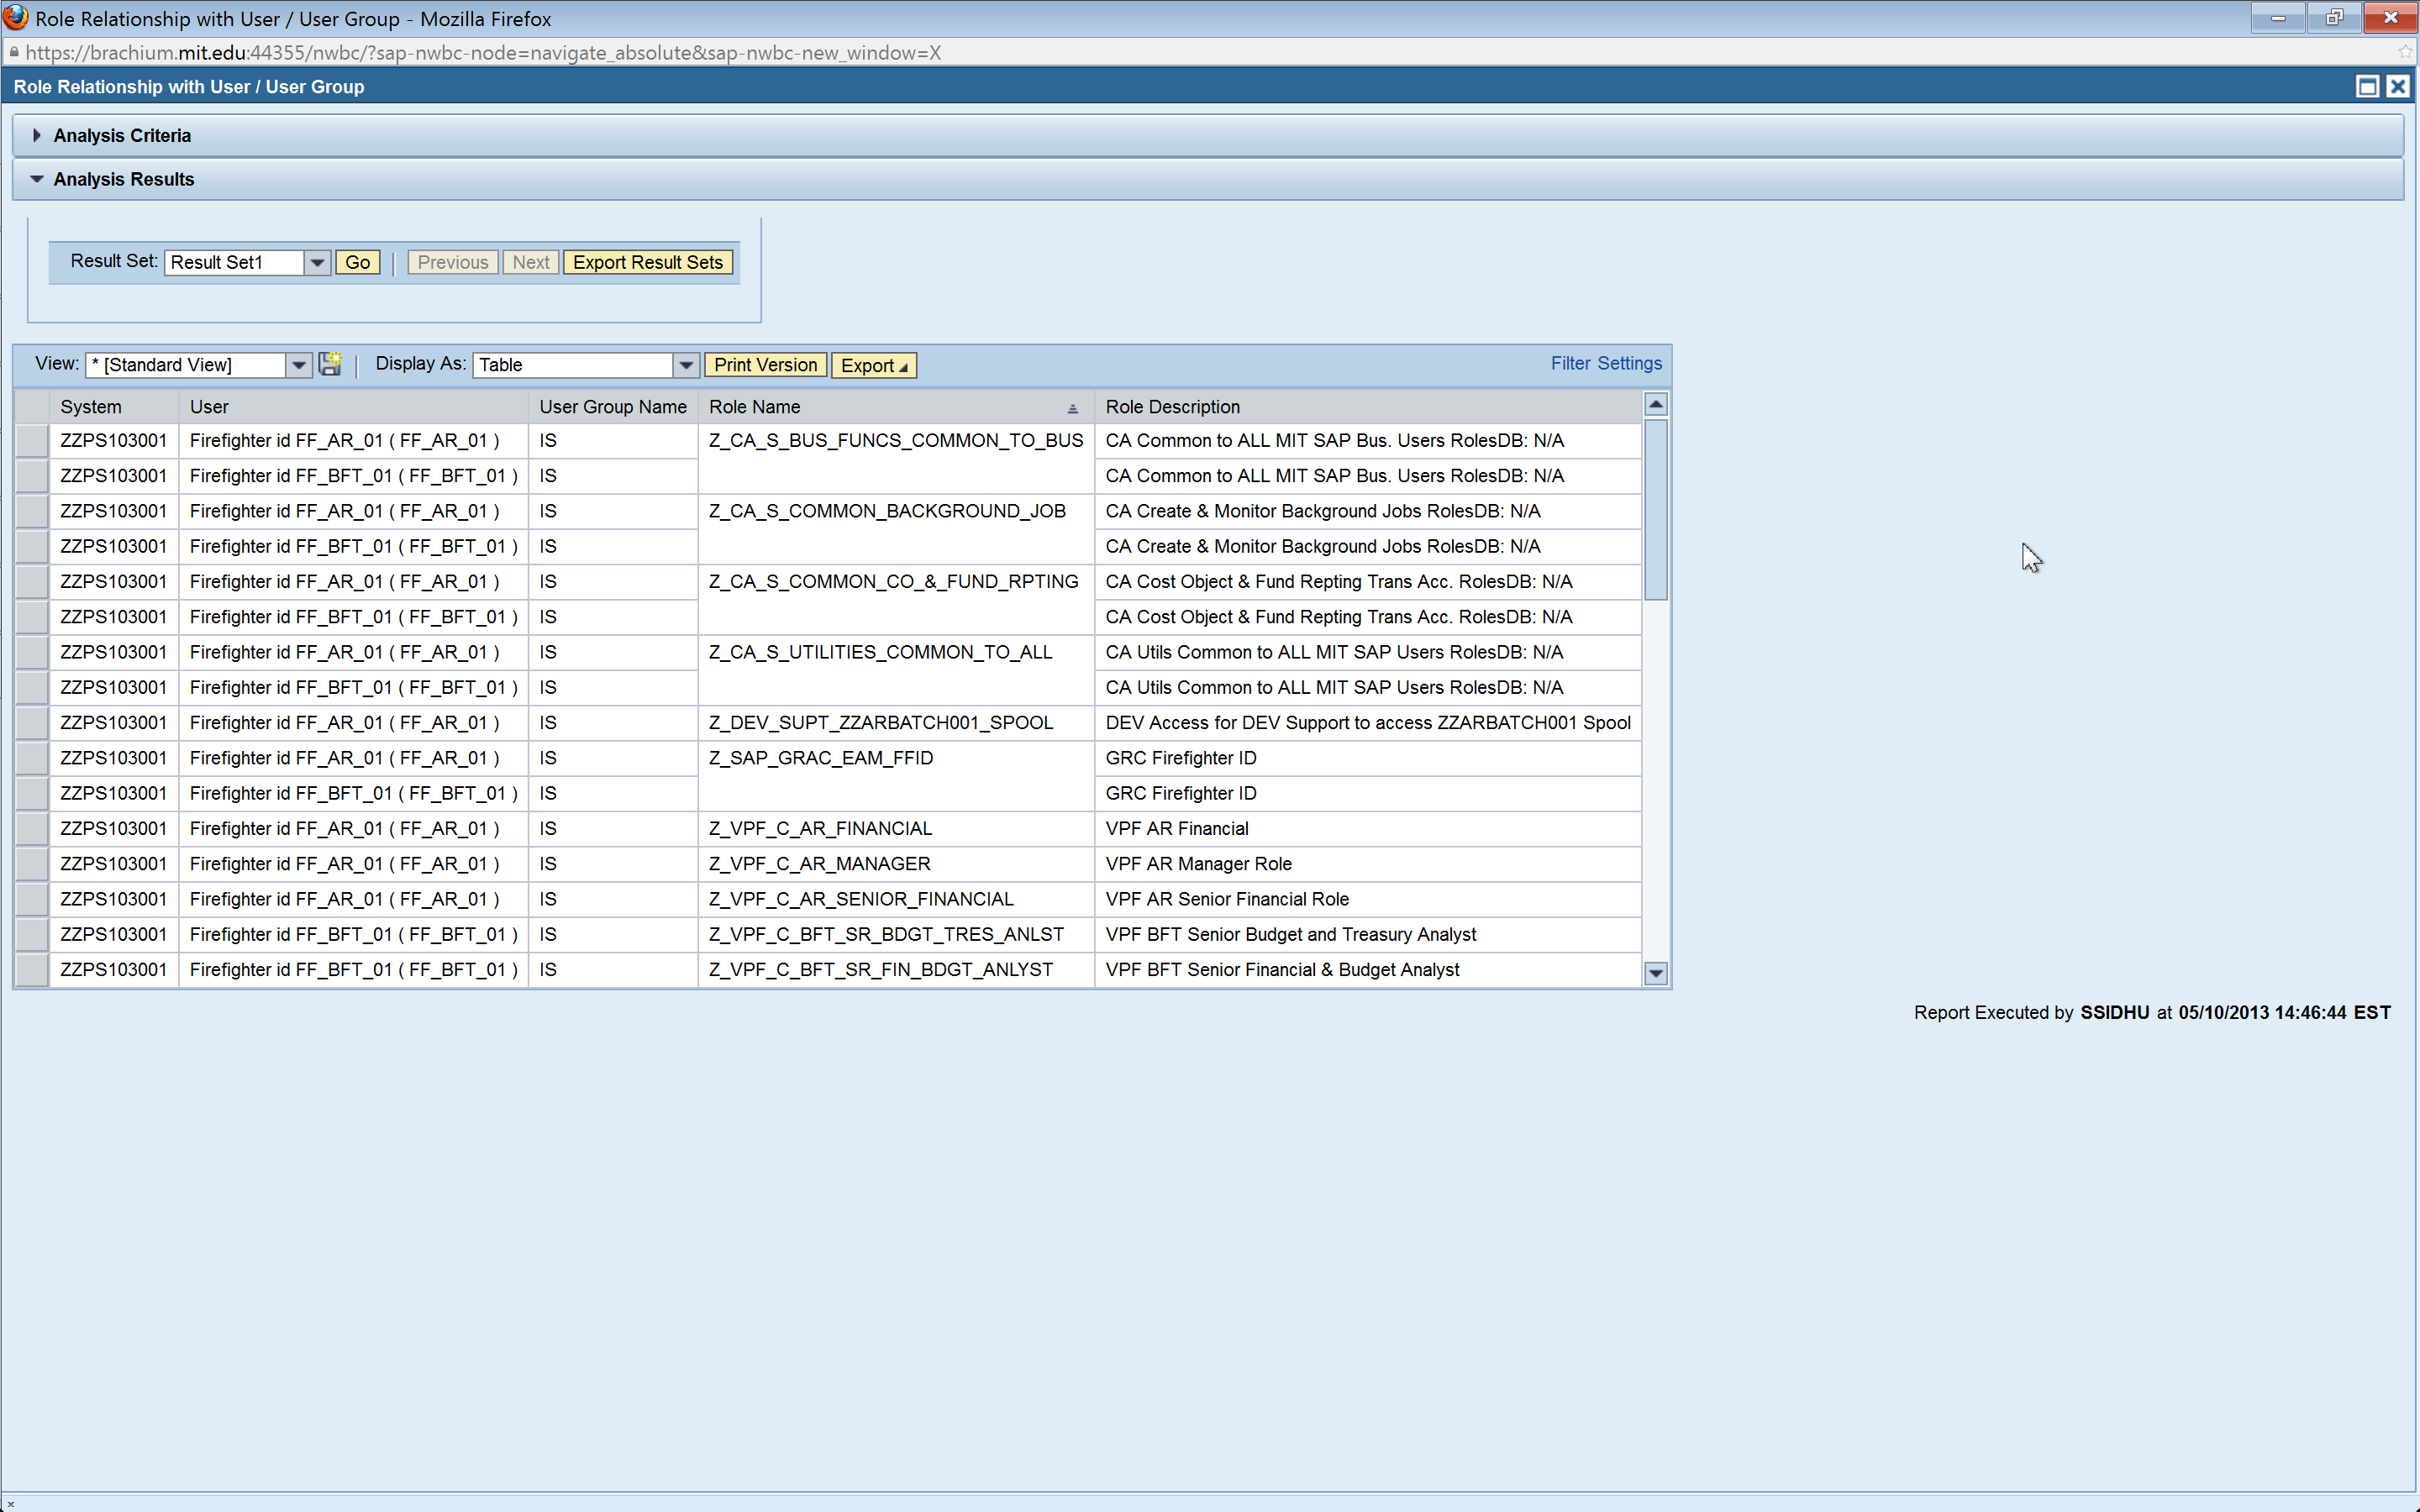 Role Relationship with User / User Group - Mozilla Firefox
https://brachium.mit.edu:44355/nwbc/?sap-nwbc-node=navigate_absolute&sap-nwbc-new_window=X
Role Relationship with User / User Group
Analysis Criteria
Analysis Results
Result Set: Result Set1 Go Previous Next Export Result Sets
View: * [Standard View] Display As: Table Print Version Export Filter Settings
System User User Group Name Role Name Role Description
ZZPS103001 Firefighter id FF_AR_01 ( FF_AR_01 ) IS Z_CA_S_BUS_FUNCS_COMMON_TO_BUS CA Common to ALL MIT SAP Bus. Users RolesDB: N/A
ZZPS103001 Firefighter id FF_BFT_01 ( FF_BFT_01 ) IS CA Common to ALL MIT SAP Bus. Users RolesDB: N/A
ZZPS103001 Firefighter id FF_AR_01 ( FF_AR_01 ) IS Z_CA_S_COMMON_BACKGROUND_JOB CA Create & Monitor Background Jobs RolesDB: N/A
ZZPS103001 Firefighter id FF_BFT_01 ( FF_BFT_01 ) IS CA Create & Monitor Background Jobs RolesDB: N/A
ZZPS103001 Firefighter id FF_AR_01 ( FF_AR_01 ) IS Z_CA_S_COMMON_CO_&_FUND_RPTING CA Cost Object & Fund Repting Trans Acc. RolesDB: N/A
ZZPS103001 Firefighter id FF_BFT_01 ( FF_BFT_01 ) IS CA Cost Object & Fund Repting Trans Acc. RolesDB: N/A
ZZPS103001 Firefighter id FF_AR_01 ( FF_AR_01 ) IS Z_CA_S_UTILITIES_COMMON_TO_ALL CA Utils Common to ALL MIT SAP Users RolesDB: N/A
ZZPS103001 Firefighter id FF_BFT_01 ( FF_BFT_01 ) IS CA Utils Common to ALL MIT SAP Users RolesDB: N/A
ZZPS103001 Firefighter id FF_AR_01 ( FF_AR_01 ) IS Z_DEV_SUPT_ZZARBATCH001_SPOOL DEV Access for DEV Support to access ZZARBATCH001 Spool
ZZPS103001 Firefighter id FF_AR_01 ( FF_AR_01 ) IS Z_SAP_GRAC_EAM_FFID GRC Firefighter ID
ZZPS103001 Firefighter id FF_BFT_01 ( FF_BFT_01 ) IS GRC Firefighter ID
ZZPS103001 Firefighter id FF_AR_01 ( FF_AR_01 ) IS Z_VPF_C_AR_FINANCIAL VPF AR Financial
ZZPS103001 Firefighter id FF_AR_01 ( FF_AR_01 ) IS Z_VPF_C_AR_MANAGER VPF AR Manager Role
ZZPS103001 Firefighter id FF_AR_01 ( FF_AR_01 ) IS Z_VPF_C_AR_SENIOR_FINANCIAL VPF AR Senior Financial Role
ZZPS103001 Firefighter id FF_BFT_01 ( FF_BFT_01 ) IS Z_VPF_C_BFT_SR_BDGT_TRES_ANLST VPF BFT Senior Budget and Treasury Analyst
ZZPS103001 Firefighter id FF_BFT_01 ( FF_BFT_01 ) IS Z_VPF_C_BFT_SR_FIN_BDGT_ANLYST VPF BFT Senior Financial & Budget Analyst
Report Executed by SSIDHU at 05/10/2013 14:46:44 EST